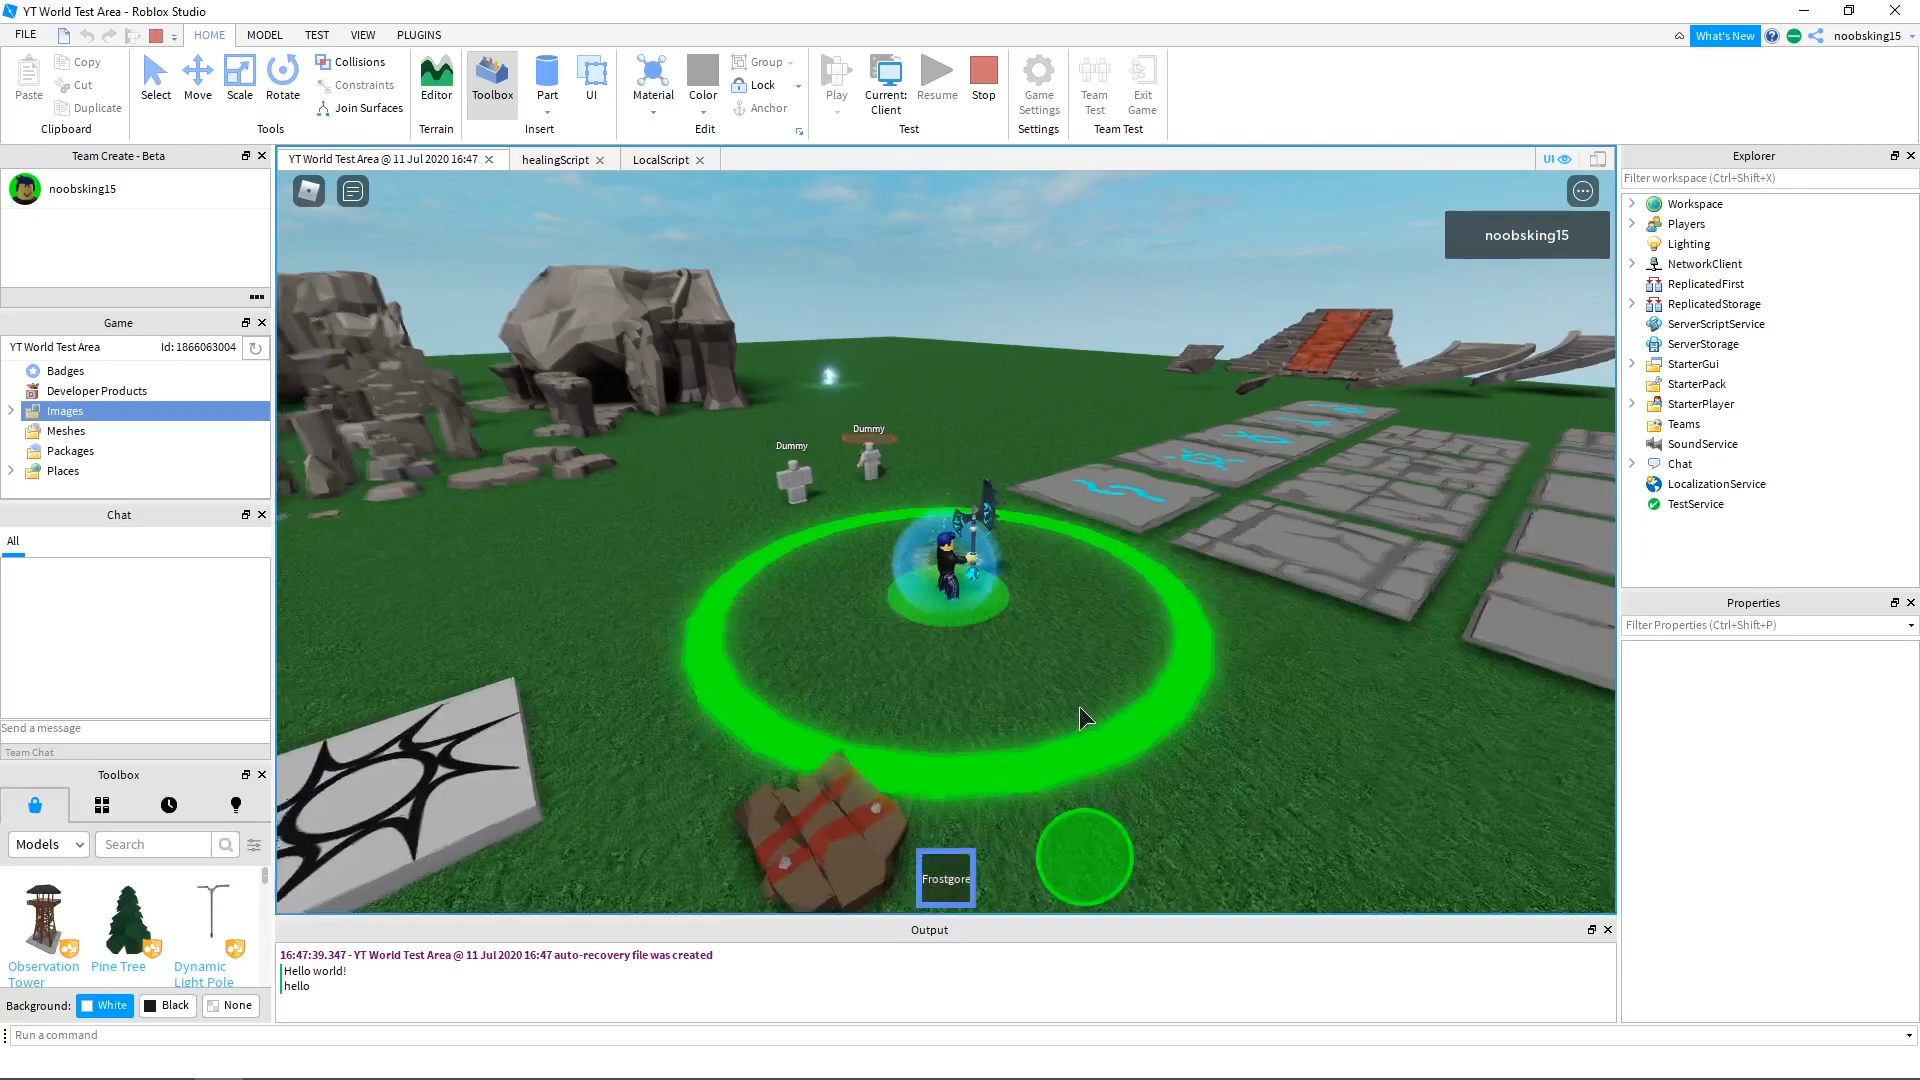 YT World Test Area - Roblox Studio
FILE
HOME
MODEL
TEST
VIEW
PLUGINS
What's New
noobsking15
Paste
Copy
Cut
Duplicate
Clipboard
Select
Move
Scale
Rotate
Collisions
Constraints
Join Surfaces
Tools
Editor
Terrain
Toolbox
Part
UI
Insert
Material
Color
Group
Lock
Anchor
Edit
Play
Current:
Client
Resume
Stop
Test
Game
Settings
Settings
Team
Test
Exit
Game
Team Test
Team Create - Beta
noobsking15
Game
YT World Test Area
Id: 1866063004
Badges
Developer Products
Images
Meshes
Packages
Places
Chat
All
Send a message
Team Chat
Toolbox
Models
Search
Observation
Tower
Pine Tree
Dynamic
Light Pole
Background:
White
Black
None
Run a command
YT World Test Area @ 11 Jul 2020 16:47
healingScript
LocalScript
UI
noobsking15
Dummy
Dummy
Frostgore
Output
16:47:39.347 - YT World Test Area @ 11 Jul 2020 16:47 auto-recovery file was created
Hello world!
hello
Explorer
Filter workspace (Ctrl+Shift+X)
Workspace
Players
Lighting
NetworkClient
ReplicatedFirst
ReplicatedStorage
ServerScriptService
ServerStorage
StarterGui
StarterPack
StarterPlayer
Teams
SoundService
Chat
LocalizationService
TestService
Properties
Filter Properties (Ctrl+Shift+P)